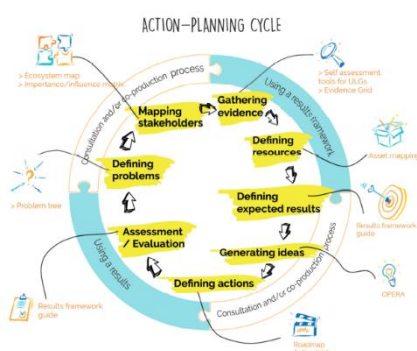 ACTION-PLANNING CYCLE
> Ecosystem map
> Importance/influence matrix
Consultation and/or co-production process
Using a results framework
> Self assessment
tools for ULGs
> Evidence Grid
Mapping
stakeholders
Gathering
evidence
Defining
resources
Asset mapping
Defining
problems
> Problem tree
Defining
expected results
Results framework
guide
Assessment
/ Evaluation
Generating ideas
OPERA
Defining actions
Using a results
Consultation and/or co-production process
Results framework
guide
Roadmap